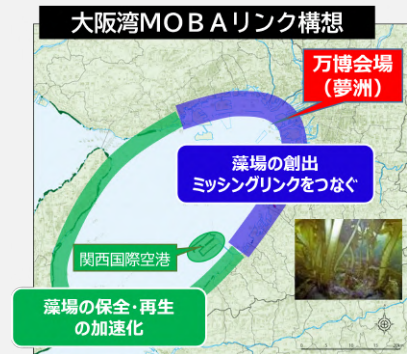 大阪湾ＭＯＢＡリンク構想
万博会場
（夢洲）
藻場の創出
ミッシングリンクをつなぐ
関西国際空港
藻場の保全･再生
の加速化